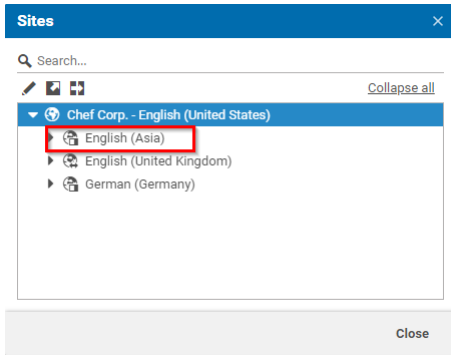 Sites
Search...
Collapse all
Chef Corp. - English (United States)
English (Asia)
English (United Kingdom)
German (Germany)
Close